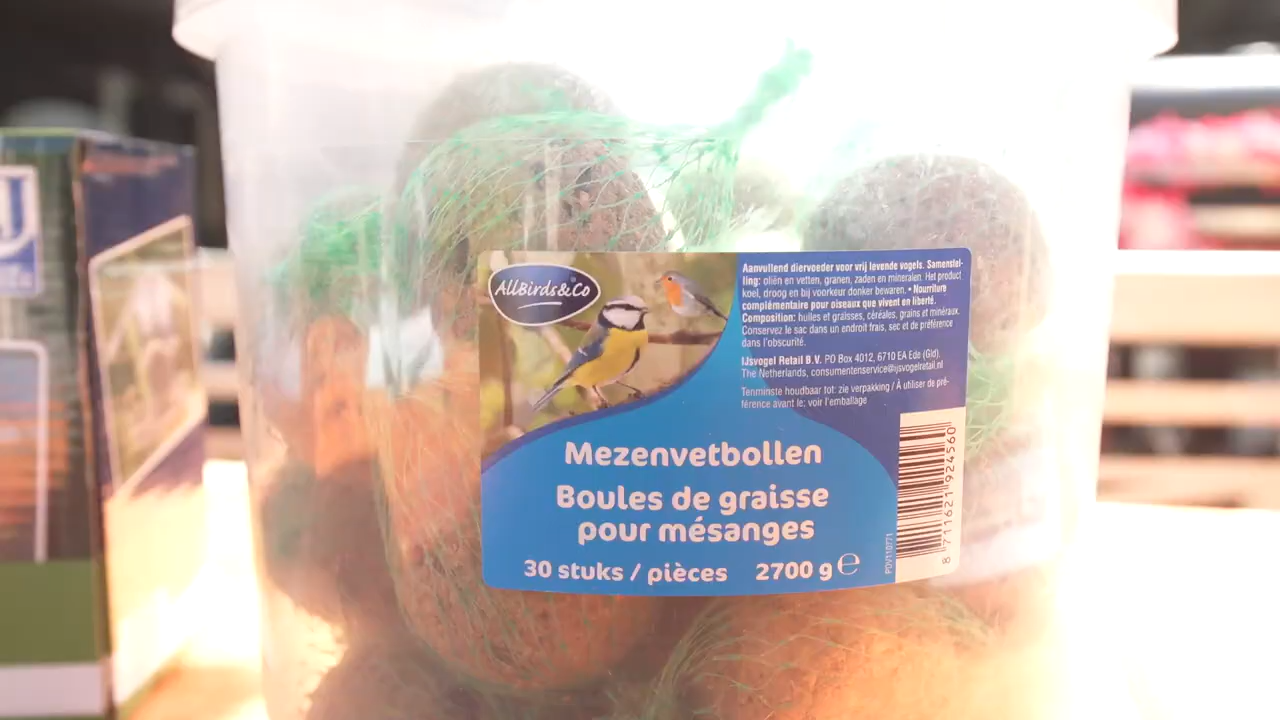 AllBirds&Co
Aanvullend diervoeder voor vrij levende vogels. Samenstel-
ling: oliën en vetten, granen, zaden en mineralen. Het product
koel, droog en bij voorkeur donker bewaren. • Nourriture
complémentaire pour oiseaux que vivent en liberté.
Composition: huiles et graisses, céréales, grains et minéraux.
Conservez le sac dans un endroit frais, sec et de préférence
dans l'obscurité.
IJsvogel Retail B.V. PO Box 4012, 6710 EA Ede (Gld),
The Netherlands, consumentenservice@ijsvogelretail.nl
Tenminste houdbaar tot: zie verpakking / À utiliser de pré-
férence avant le: voir l'emballage
Mezenvetbollen
Boules de graisse
pour mésanges
30 stuks / pièces 2700 g e
PDV110771
8 711621 924560